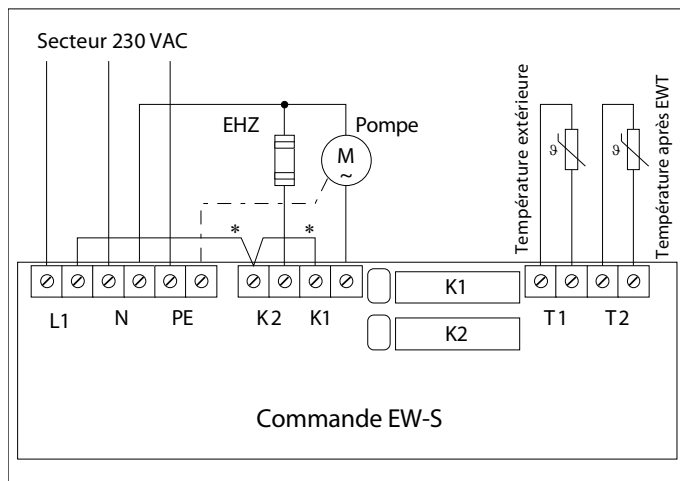 Secteur 230 VAC
EHZ
Pompe
M
~
Température extérieure
ϑ
Température après EWT
ϑ
*
*
L1
N
PE
K2
K1
K1
K2
T1
T2
Commande EW-S